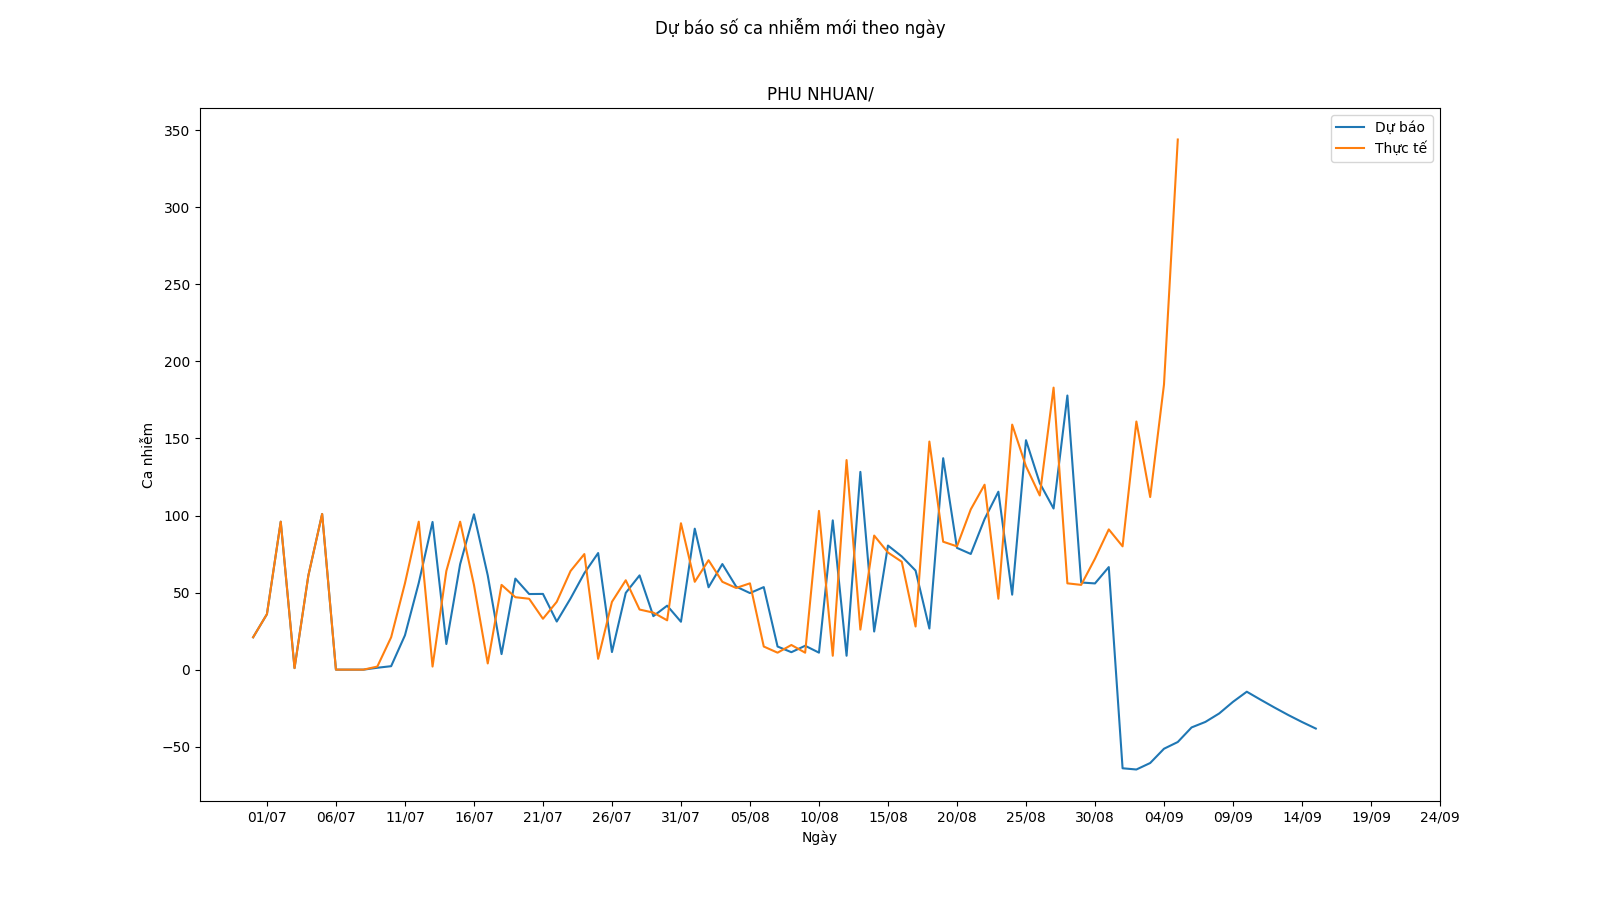 Dự báo số ca nhiễm mới theo ngày
PHU NHUAN/
Dự báo
Thực tế
350
300
250
200
150
100
50
0
−50
Ca nhiễm
01/07 06/07 11/07 16/07 21/07 26/07 31/07 05/08 10/08 15/08 20/08 25/08 30/08 04/09 09/09 14/09 19/09 24/09
Ngày